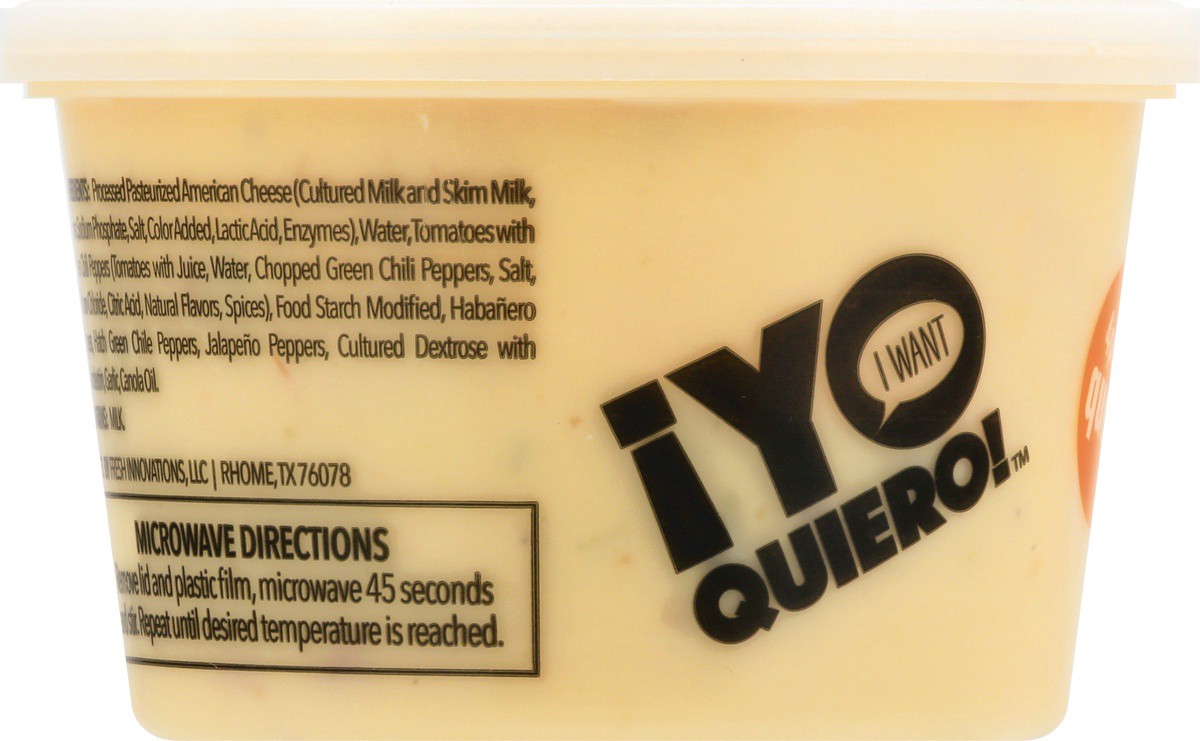 Processed Pasteurized American Cheese (Cultured Milk and Skim Milk,
Phosphate, Salt, Color Added, Lactic Acid, Enzymes), Water, Tomatoes with
Peppers (Tomatoes with Juice, Water, Chopped Green Chili Peppers, Salt,
Citric Acid, Natural Flavors, Spices), Food Starch Modified, Habañero
Green Chile Peppers, Jalapeño Peppers, Cultured Dextrose with
Garlic, Canola Oil.
MILK.
FRESH INNOVATIONS, LLC | RHOME, TX 76078
MICROWAVE DIRECTIONS
lid and plastic film, microwave 45 seconds
stir. Repeat until desired temperature is reached.
¡YO
I WANT
QUIERO!™